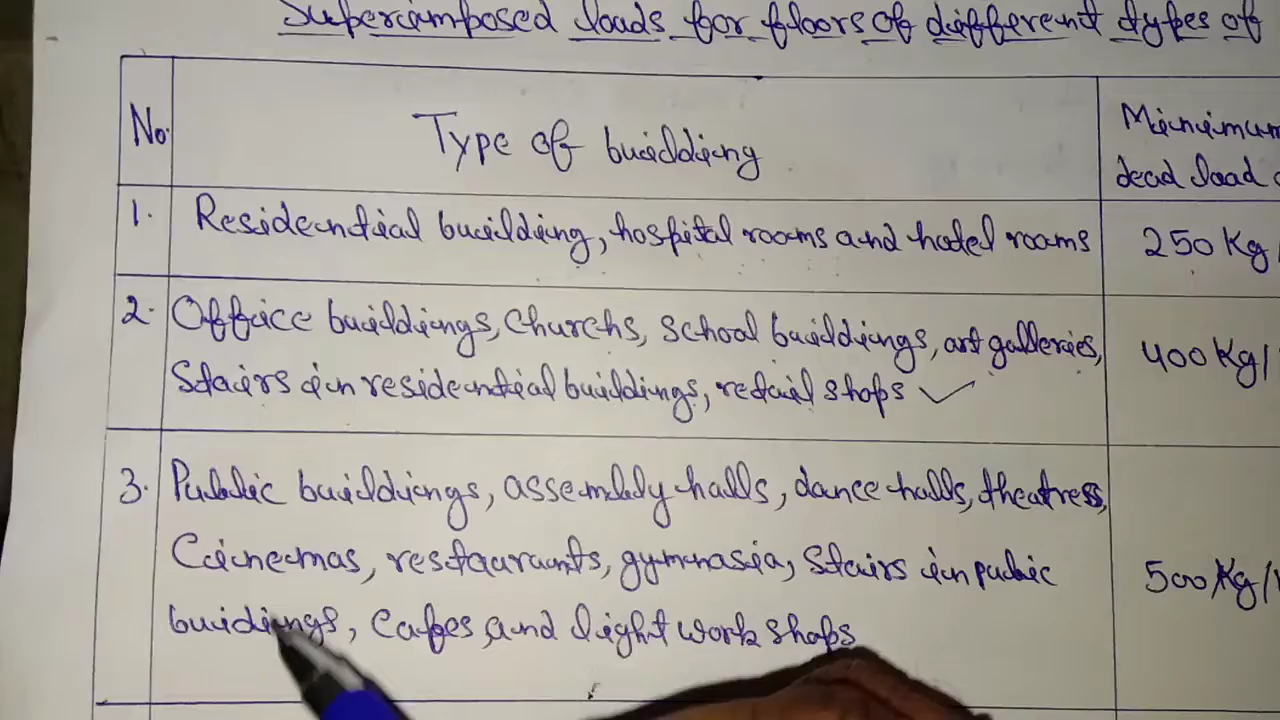 Superimposed loads for floors of different types of
No. Type of building Minimum
dead load
1. Residential building, hospital rooms and hotel rooms 250 Kg/
2. Office buildings, Churchs, School buildings, art galleries, 400 Kg/
Stairs in residential buildings, retail shops
3. Public buildings, assembly halls, dance halls, theatress,
Cinemas, restaurants, gymnasia, Stairs in public 500 Kg/
buidings, Cafes and light work shops